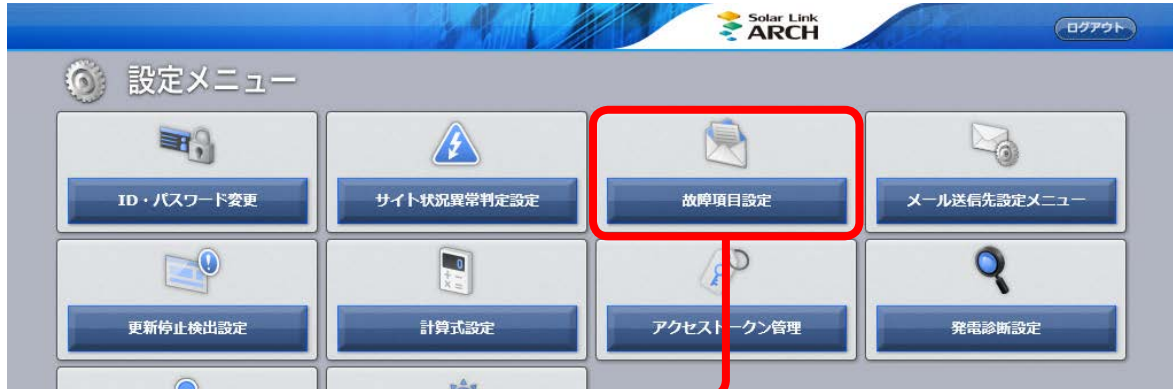 Solar Link
ARCH
ログアウト
設定メニュー
ID・パスワード変更
サイト状況異常判定設定
故障項目設定
メール送信先設定メニュー
更新停止検出設定
計算式設定
アクセストークン管理
発電診断設定